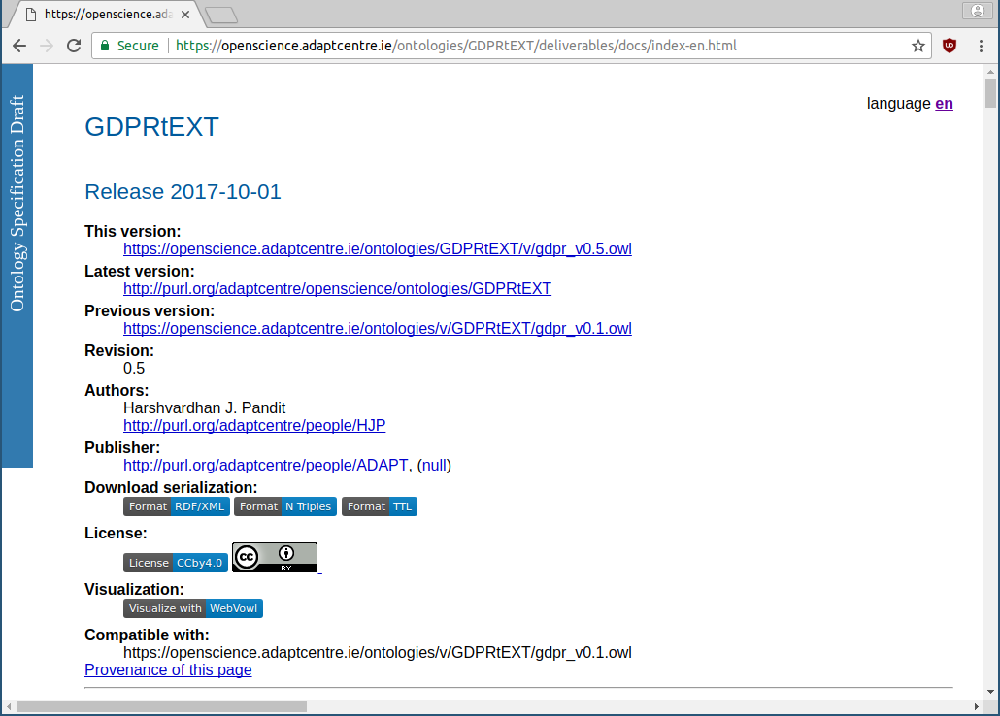 https://openscience.ada
Secure https://openscience.adaptcentre.ie/ontologies/GDPRtEXT/deliverables/docs/index-en.html
Ontology Specification Draft
language en
GDPRtEXT
Release 2017-10-01
This version:
https://openscience.adaptcentre.ie/ontologies/GDPRtEXT/v/gdpr_v0.5.owl
Latest version:
http://purl.org/adaptcentre/openscience/ontologies/GDPRtEXT
Previous version:
https://openscience.adaptcentre.ie/ontologies/v/GDPRtEXT/gdpr_v0.1.owl
Revision:
0.5
Authors:
Harshvardhan J. Pandit
http://purl.org/adaptcentre/people/HJP
Publisher:
http://purl.org/adaptcentre/people/ADAPT, (null)
Download serialization:
Format RDF/XML Format N Triples Format TTL
License:
License CCby4.0 cc BY
Visualization:
Visualize with WebVowl
Compatible with:
https://openscience.adaptcentre.ie/ontologies/v/GDPRtEXT/gdpr_v0.1.owl
Provenance of this page